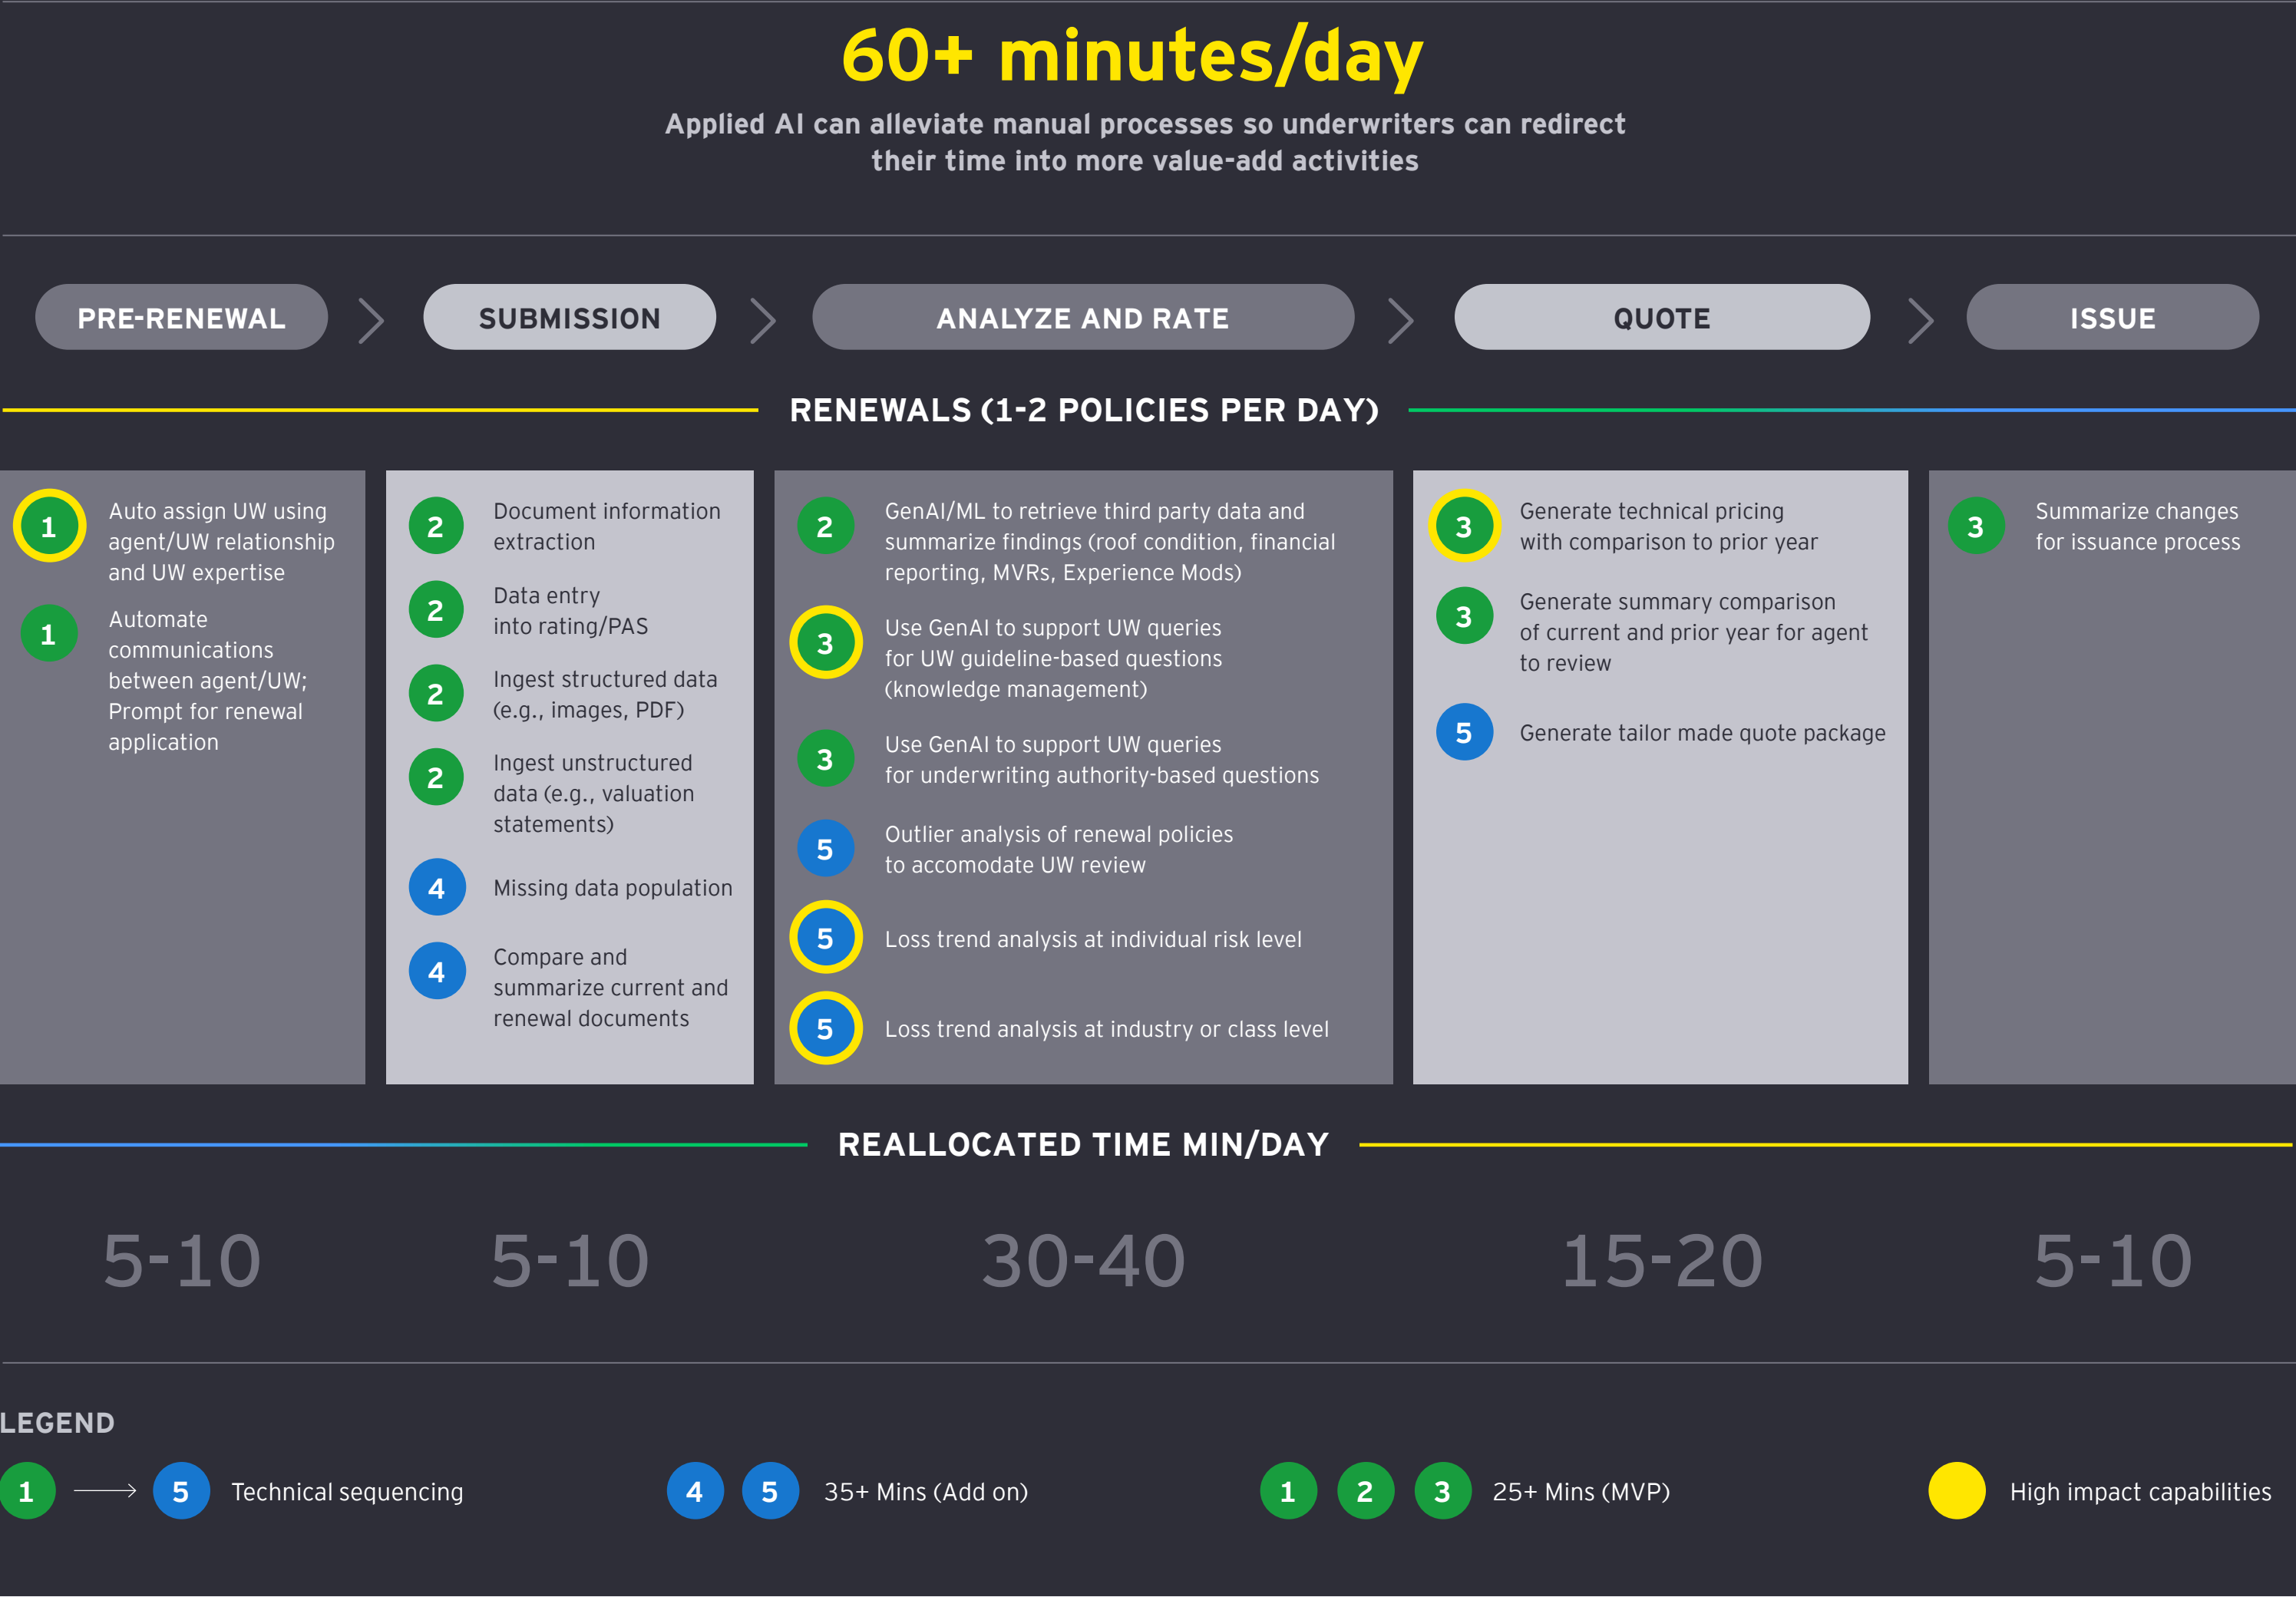 60+ minutes/day
Applied AI can alleviate manual processes so underwriters can redirect
their time into more value-add activities
PRE-RENEWAL
SUBMISSION
ANALYZE AND RATE
QUOTE
ISSUE
RENEWALS (1-2 POLICIES PER DAY)
1
Auto assign UW using
agent/UW relationship
and UW expertise
1
Automate
communications
between agent/UW;
Prompt for renewal
application
2
Document information
extraction
2
Data entry
into rating/PAS
2
Ingest structured data
(e.g., images, PDF)
2
Ingest unstructured
data (e.g., valuation
statements)
4
Missing data population
4
Compare and
summarize current and
renewal documents
2
GenAI/ML to retrieve third party data and
summarize findings (roof condition, financial
reporting, MVRs, Experience Mods)
3
Use GenAI to support UW queries
for UW guideline-based questions
(knowledge management)
3
Use GenAI to support UW queries
for underwriting authority-based questions
5
Outlier analysis of renewal policies
to accomodate UW review
5
Loss trend analysis at individual risk level
5
Loss trend analysis at industry or class level
3
Generate technical pricing
with comparison to prior year
3
Generate summary comparison
of current and prior year for agent
to review
5
Generate tailor made quote package
3
Summarize changes
for issuance process
REALLOCATED TIME MIN/DAY
5-10
5-10
30-40
15-20
5-10
LEGEND
1
5
Technical sequencing
4
5
35+ Mins (Add on)
1
2
3
25+ Mins (MVP)
High impact capabilities